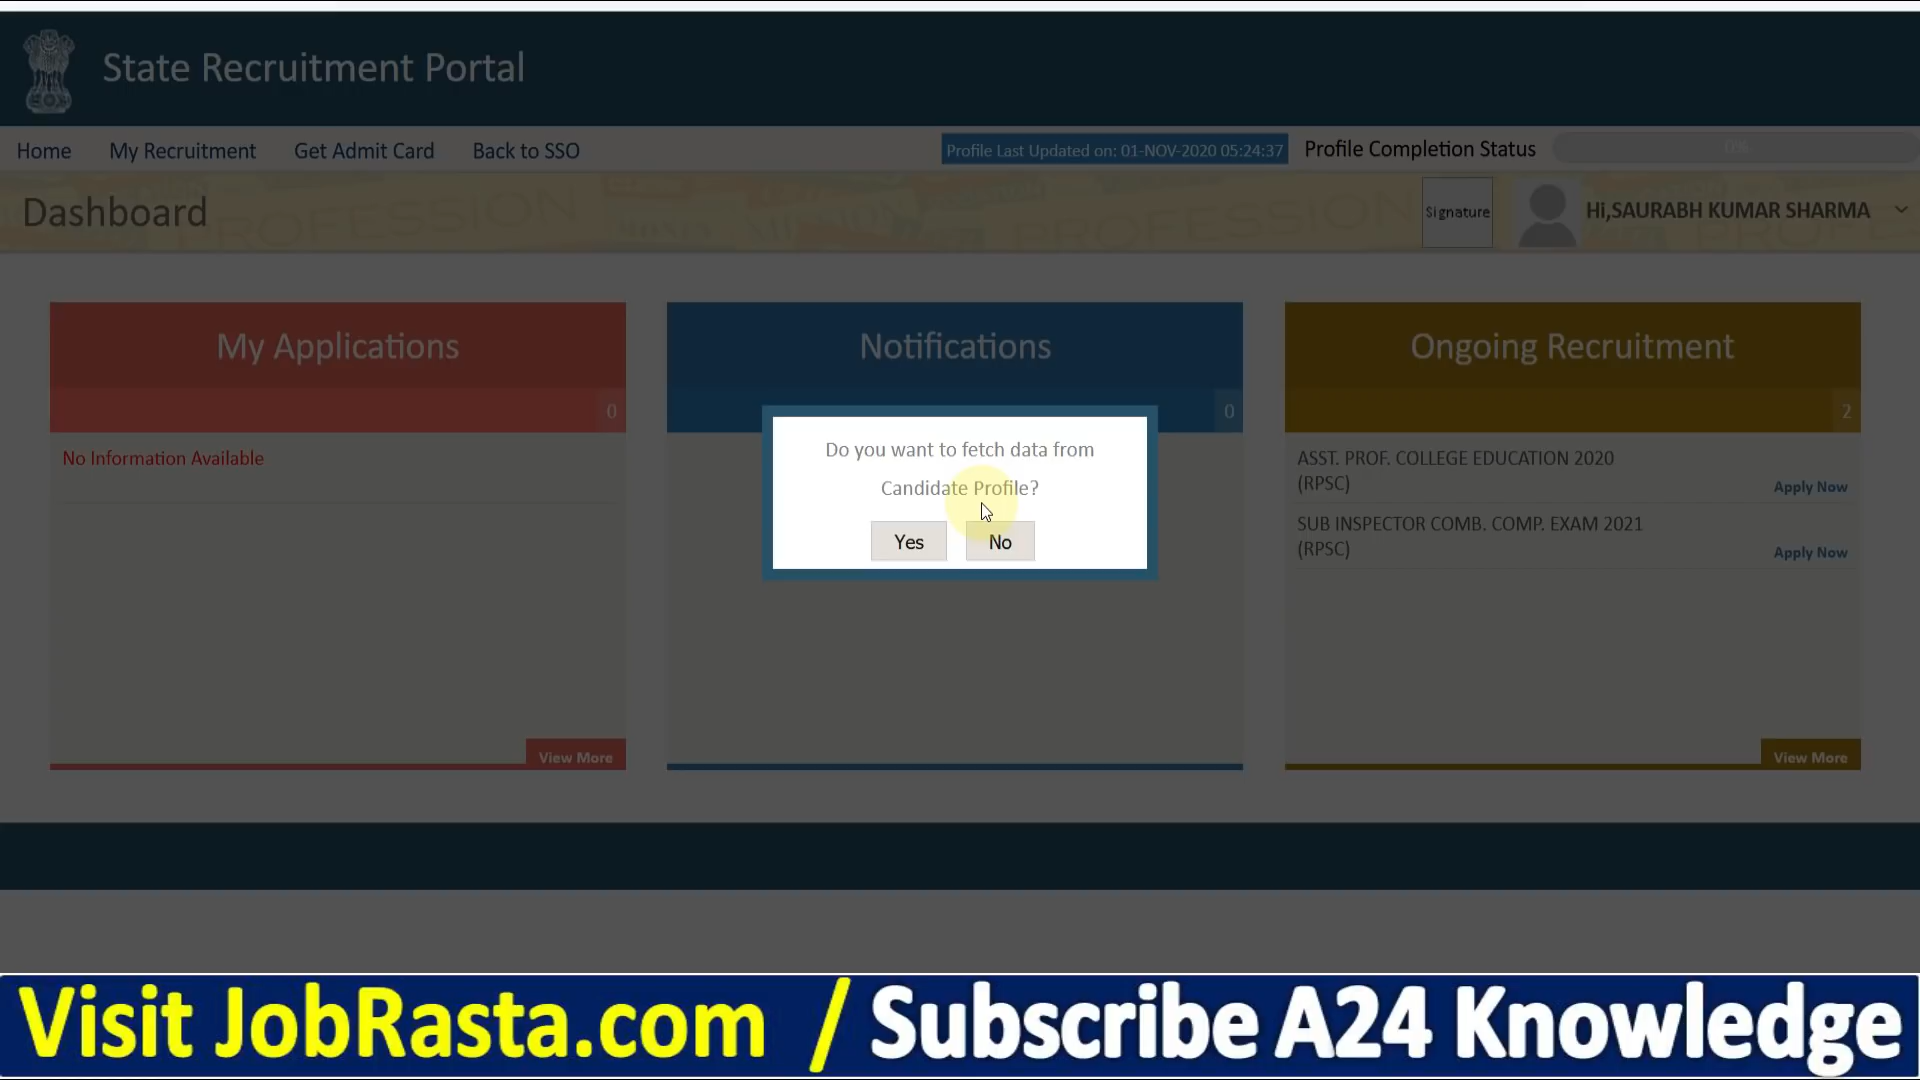 State Recruitment Portal
Home My Recruitment Get Admit Card Back to SSO Profile Last Updated on: 01-NOV-2020 05:24:37 Profile Completion Status 0%
Dashboard Signature Hi,SAURABH KUMAR SHARMA
My Applications
0
No Information Available
View More
Notifications
0
Ongoing Recruitment
2
ASST. PROF. COLLEGE EDUCATION 2020
(RPSC) Apply Now
SUB INSPECTOR COMB. COMP. EXAM 2021
(RPSC) Apply Now
View More
Do you want to fetch data from
Candidate Profile?
Yes No
Visit JobRasta.com / Subscribe A24 Knowledge